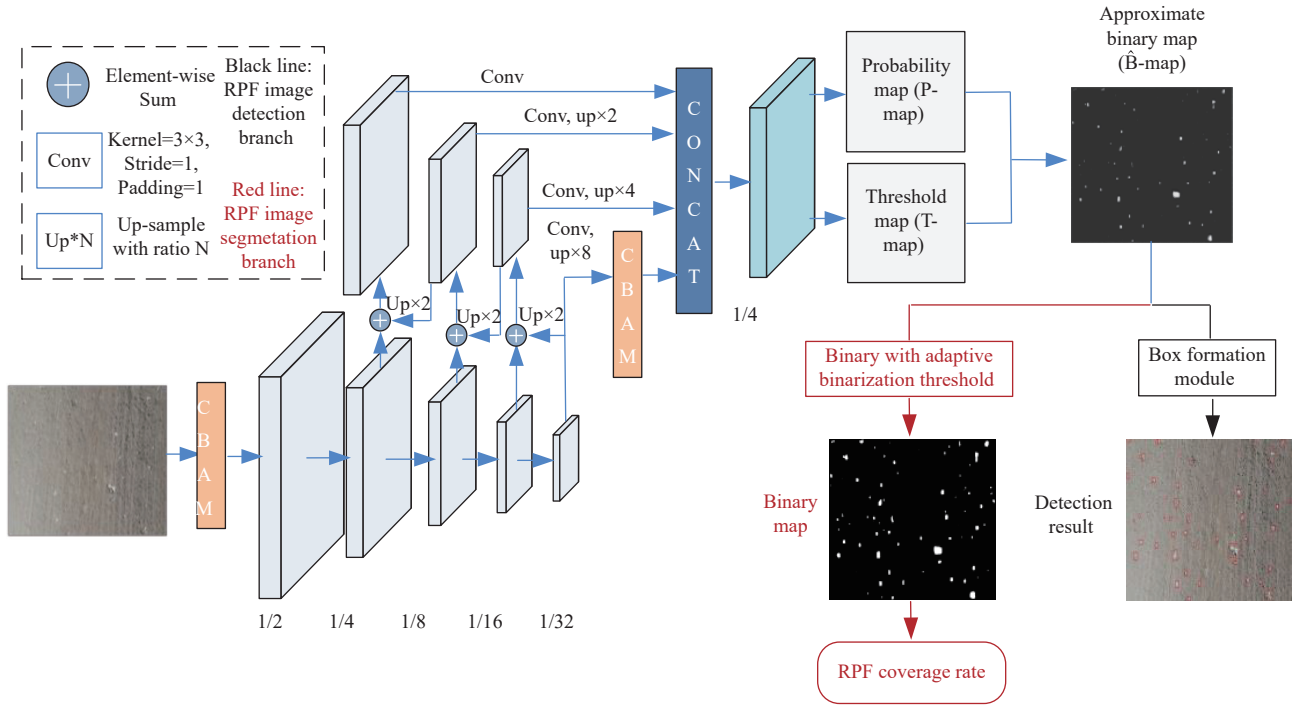 Element-wise
Sum
Conv
Kernel=3×3,
Stride=1,
Padding=1
Up*N
Up-sample
with ratio N
Black line:
RPF image
detection
branch
Red line:
RPF image
segmetation
branch
Conv
Conv, up×2
Conv, up×4
Conv,
up×8
Up×2
Up×2
Up×2
CBAM
CBAM
CONCAT
1/4
1/2
1/4
1/8
1/16
1/32
Probability
map (P-
map)
Threshold
map (T-
map)
Approximate
binary map
(B̂-map)
Binary with adaptive
binarization threshold
Box formation
module
Binary
map
Detection
result
RPF coverage rate